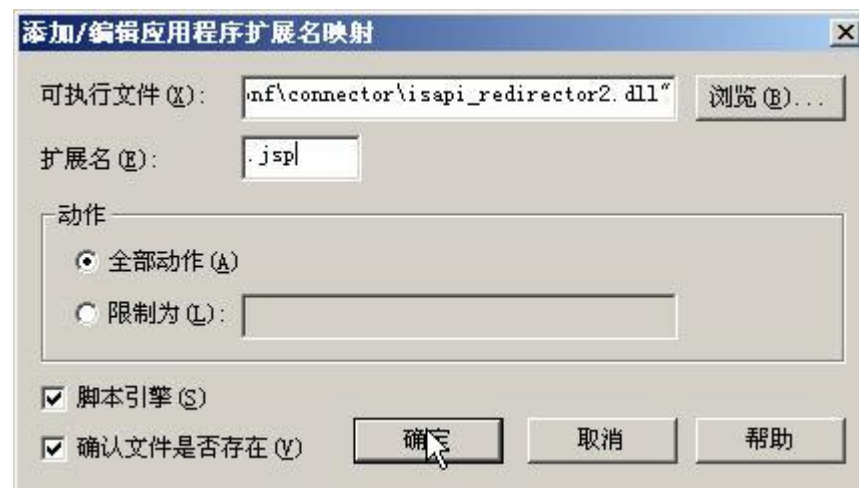 添加/编辑应用程序扩展名映射
可执行文件(X): onf\connector\isapi_redirector2.dll" 浏览(B)...
扩展名(E): .jsp
动作
全部动作(A)
限制为(L):
脚本引擎(S)
确认文件是否存在(V) 确定 取消 帮助